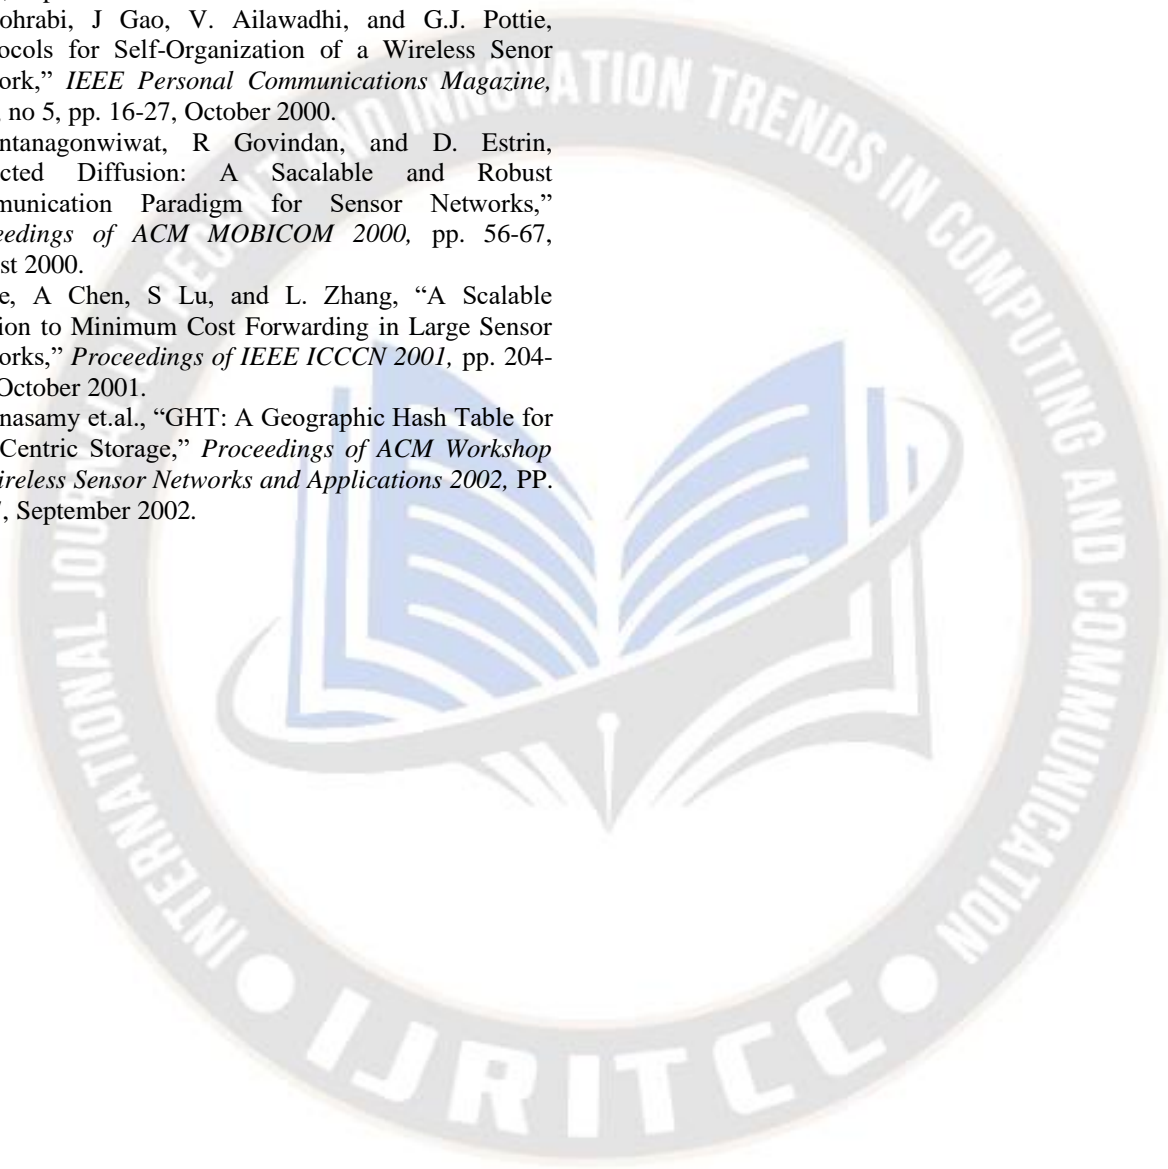 ohrabi, J Gao, V. Ailawadhi, and G.J. Pottie,
ocols for Self-Organization of a Wireless Senor
ork,” IEEE Personal Communications Magazine,
no 5, pp. 16-27, October 2000.
ntanagonwiwat, R Govindan, and D. Estrin,
cted Diffusion: A Sacalable and Robust
munication Paradigm for Sensor Networks,”
eedings of ACM MOBICOM 2000, pp. 56-67,
st 2000.
e, A Chen, S Lu, and L. Zhang, “A Scalable
ion to Minimum Cost Forwarding in Large Sensor
orks,” Proceedings of IEEE ICCCN 2001, pp. 204-
October 2001.
nasamy et.al., “GHT: A Geographic Hash Table for
Centric Storage,” Proceedings of ACM Workshop
ireless Sensor Networks and Applications 2002, PP.
, September 2002.
INTERNATIONAL JOURNAL ON RECENT AND INNOVATION TRENDS IN COMPUTING AND COMMUNICATION
IJRITCC